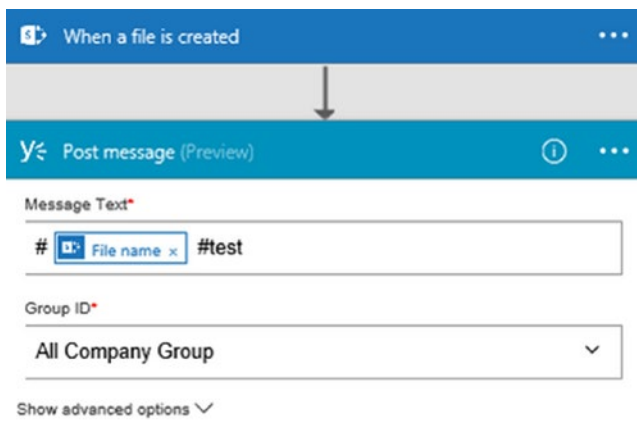 When a file is created
Post message (Preview)
Message Text*
# File name x #test
Group ID*
All Company Group
Show advanced options